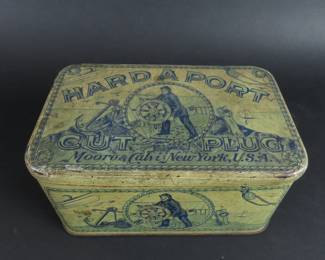 HARD A PORT
CUT PLUG
Moore & Calvi, New York, U.S.A.